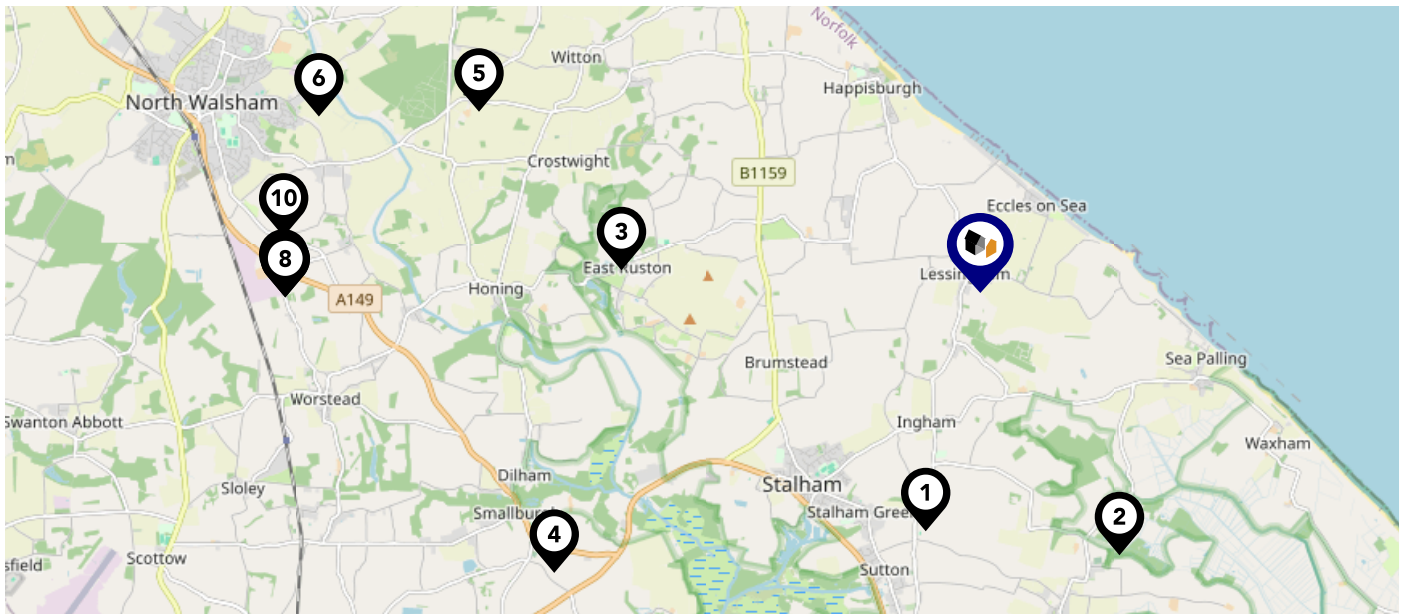 Norfolk
Witton
6
5
Happisburgh
North Walsham
Crostwight
B1159
10
Eccles on Sea
3
8
East Ruston
Honing
A149
Sea Palling
Brumstead
Worstead
Swanton Abbott
Ingham
Waxham
Dilham
Stalham
Sloley
1
Smallburgh
Stalham Green
2
4
Scottow
sfield
Sutton